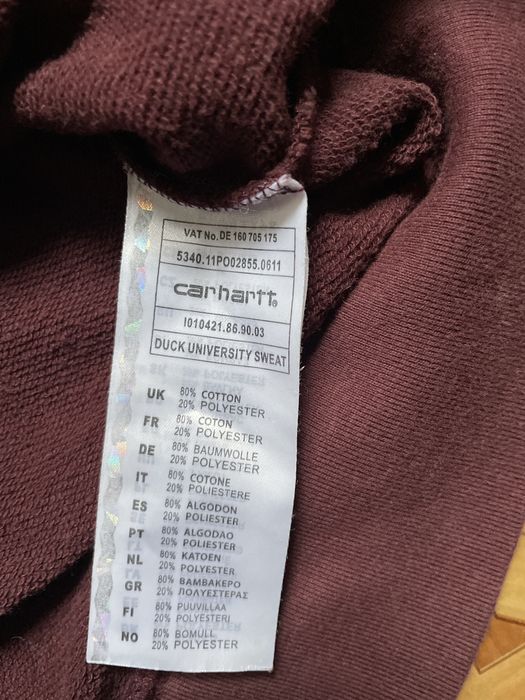 VAT No. DE 160 705 175
5340.11PO02855.0611
carhartt
I010421.86.90.03
DUCK UNIVERSITY SWEAT
UK 80% COTTON
20% POLYESTER
FR 80% COTON
20% POLYESTER
DE 80% BAUMWOLLE
20% POLYESTER
IT 80% COTONE
20% POLIESTERE
ES 80% ALGODON
20% POLIESTER
PT 80% ALGODAO
20% POLIESTER
NL 80% KATOEN
20% POLYESTER
GR 80% ΒΑΜΒΑΚΕΡΟ
20% ΠΟΛΥΕΣΤΕΡΑΣ
FI 80% PUUVILLAA
20% POLYESTERI
NO 80% BOMULL
20% POLYESTER